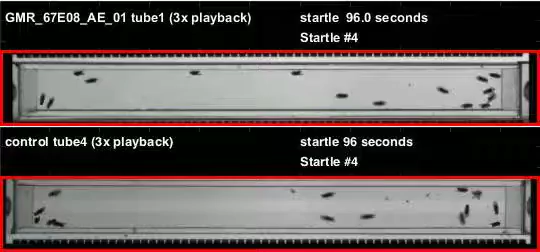 GMR_67E08_AE_01 tube1 (3x playback) startle 96.0 seconds
Startle #4
control tube4 (3x playback) startle 96 seconds
Startle #4